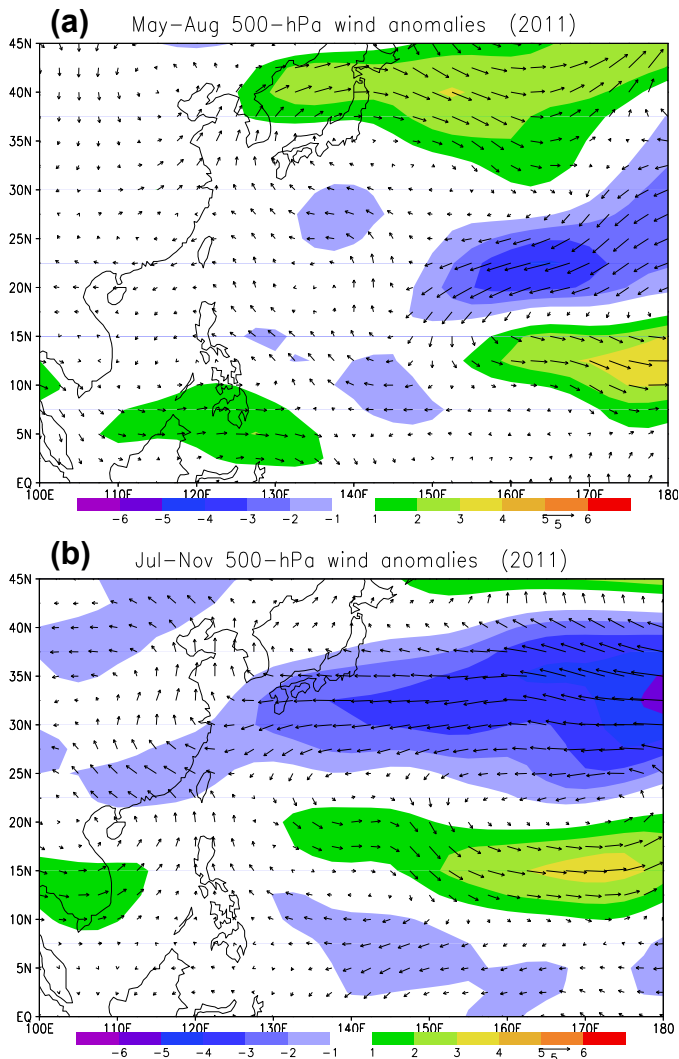 (a) May-Aug 500-hPa wind anomalies (2011)
45N
40N
35N
30N
25N
20N
15N
10N
5N
EQ
100E 110E 120E 130E 140E 150E 160E 170E 180
-6 -5 -4 -3 -2 -1 1 2 3 4 5 6
5
(b) Jul-Nov 500-hPa wind anomalies (2011)
45N
40N
35N
30N
25N
20N
15N
10N
5N
EQ
100E 110E 120E 130E 140E 150E 160E 170E 180
-6 -5 -4 -3 -2 -1 1 2 3 4 5 6
5